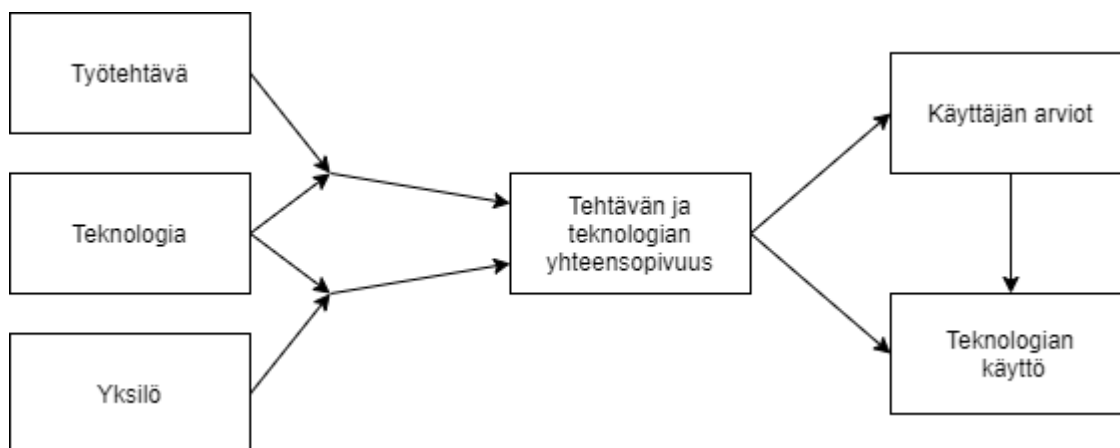 Työtehtävä
Teknologia
Yksilö
Tehtävän ja
teknologian
yhteensopivuus
Käyttäjän arviot
Teknologian
käyttö